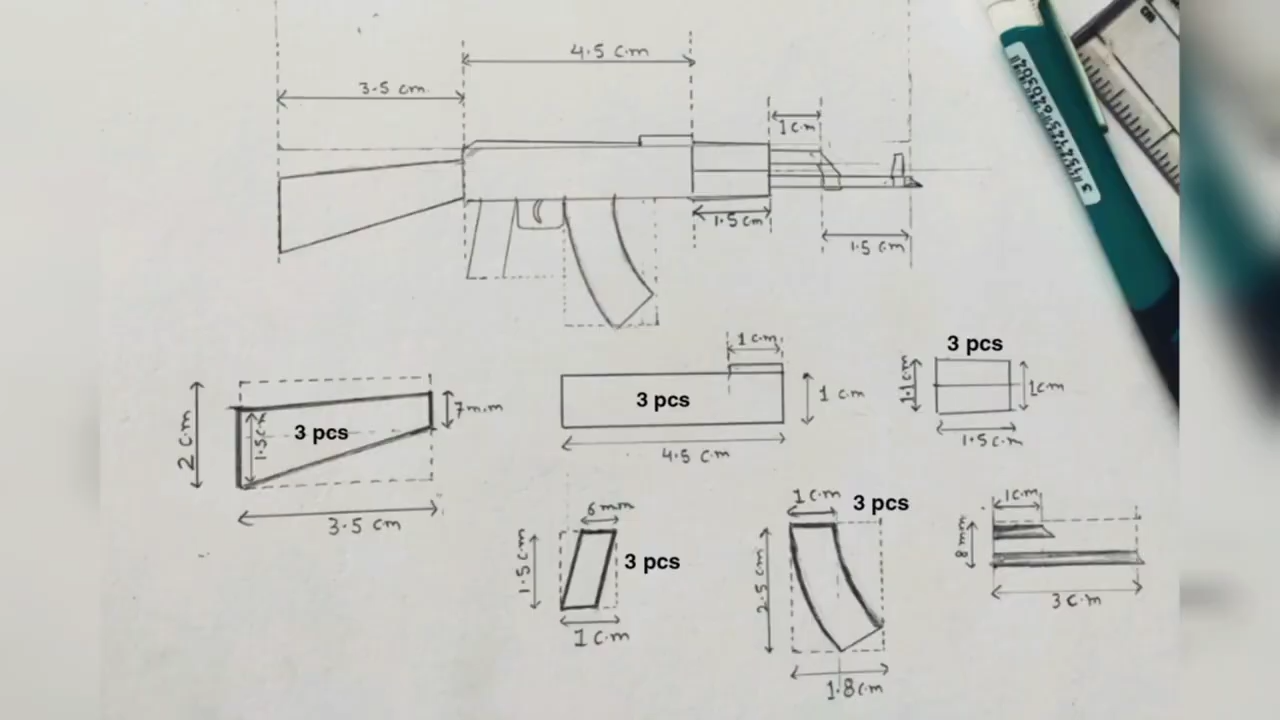 4.5 c.m
3.5 cm
1 c.m
1.5 c.m
1.5 c.m
2 c.m
1.5 c.m
3 pcs
7 m.m
3.5 cm
1 c.m
3 pcs
1 c.m
4.5 c.m
3 pcs
1.1 c.m
1 c.m
1.5 c.m
6 mm
1.5 c.m
3 pcs
1 c.m
1 c.m
3 pcs
2.5 c.m
1.8 c.m
1 c.m
8 mm
3 c.m